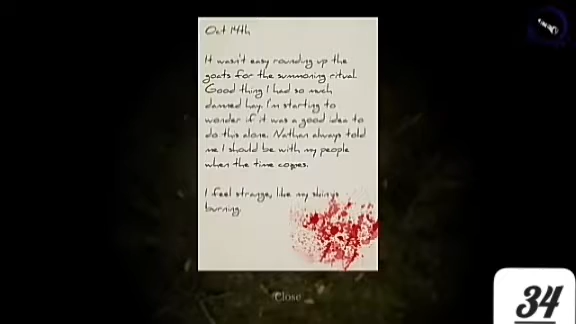 Oct 14th
It wasn't easy rounding up the
goats for the summoning ritual.
Good thing I had so much
damned hay. I'm starting to
wonder if it was a good idea to
do this alone. Nathan always told
me I should be with my people
when the time comes.
I feel strange, like my skin's
burning.
Close
34